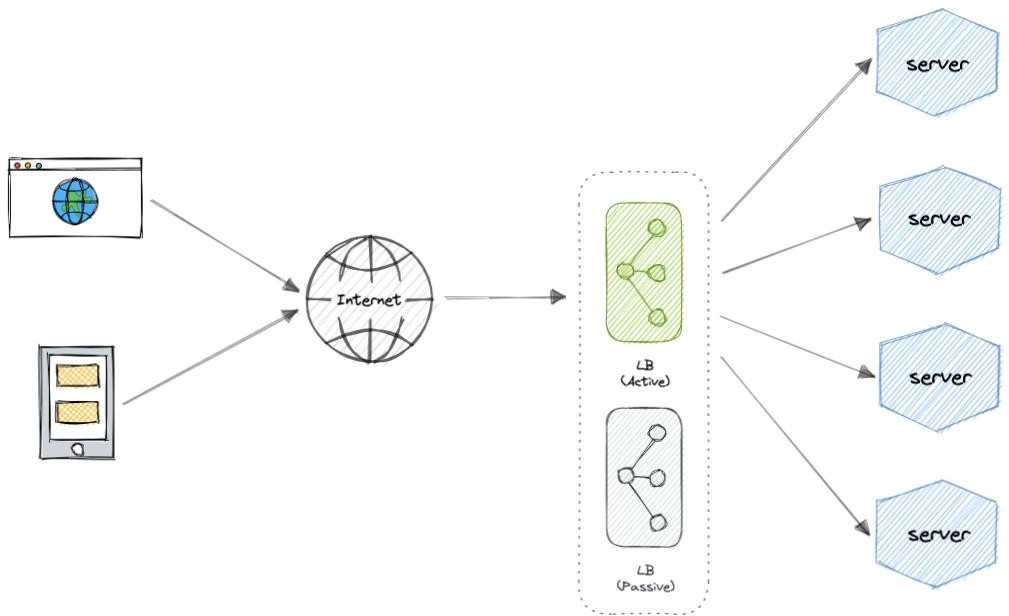 server
server
Internet
LB
(Active)
server
LB
(Passive)
server